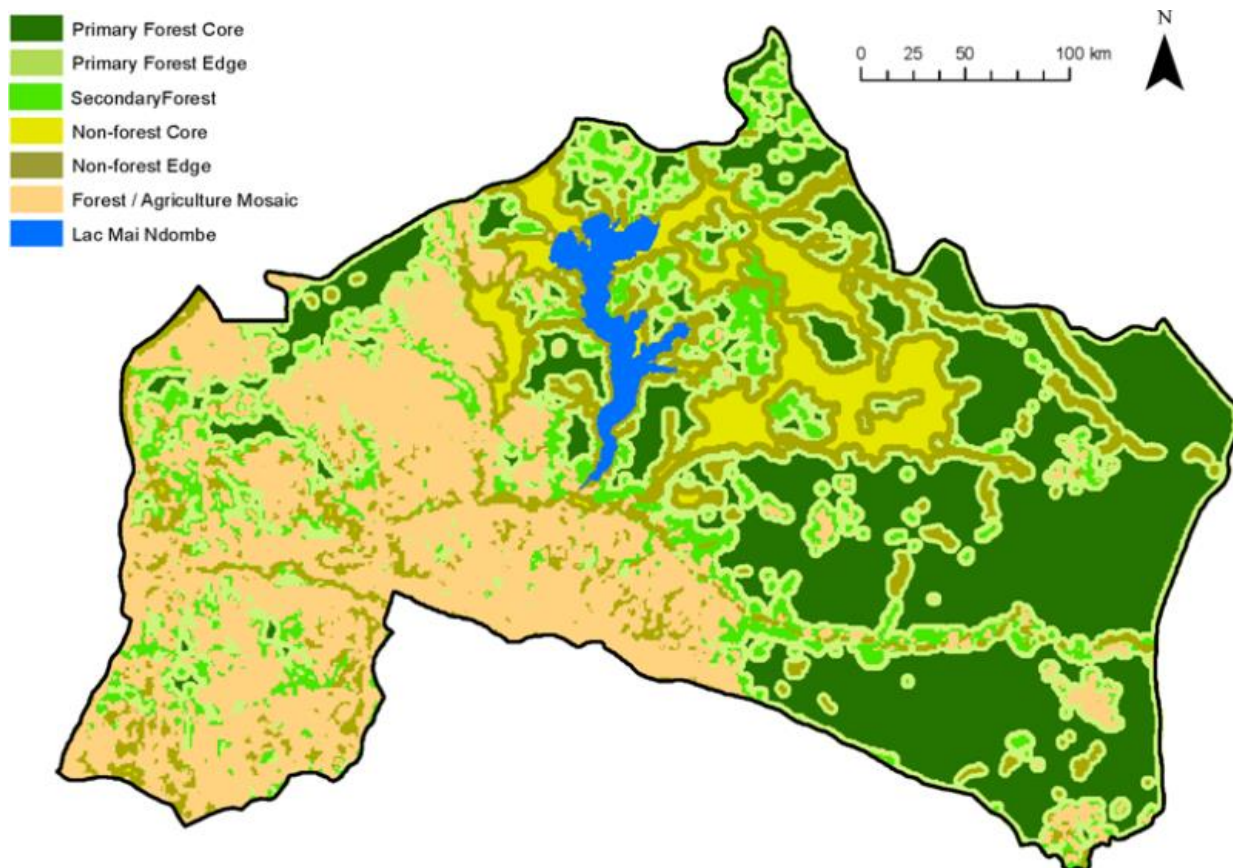 Primary Forest Core
Primary Forest Edge
SecondaryForest
Non-forest Core
Non-forest Edge
Forest / Agriculture Mosaic
Lac Mai Ndombe
0 25 50 100 km
N